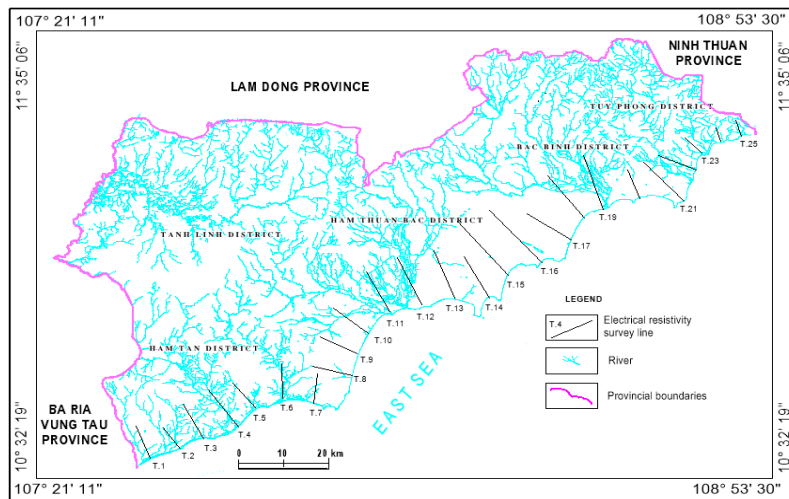 107° 21' 11"
108° 53' 30"
11° 35' 06"
11° 35' 06"
NINH THUAN
PROVINCE
LAM DONG PROVINCE
TUY PHONG DISTRICT
T.25
BAC BINH DISTRICT
T.23
T.21
T.19
HAM THUAN BAC DISTRICT
TANH LINH DISTRICT
T.17
T.16
T.15
T.14
T.13
T.12
T.11
T.10
T.9
T.8
T.7
T.6
T.5
T.4
T.3
T.2
T.1
HAM TAN DISTRICT
LEGEND
T.4
Electrical resistivity
survey line
River
Provincial boundaries
EAST SEA
BA RIA
VUNG TAU
PROVINCE
0 10 20 km
10° 32' 19"
10° 32' 19"
107° 21' 11"
108° 53' 30"